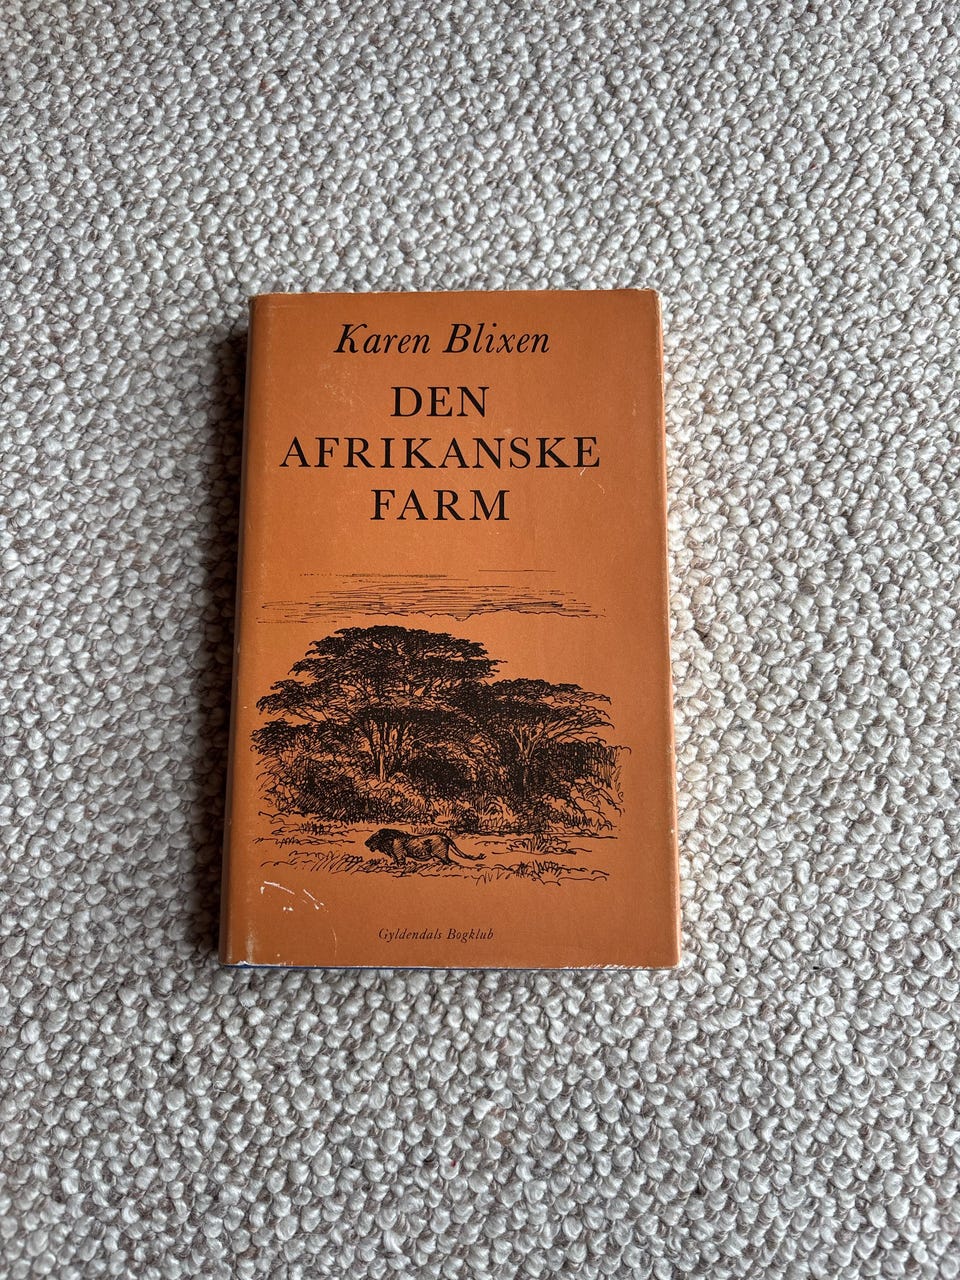 Karen Blixen
DEN
AFRIKANSKE
FARM
Gyldendals Bogklub